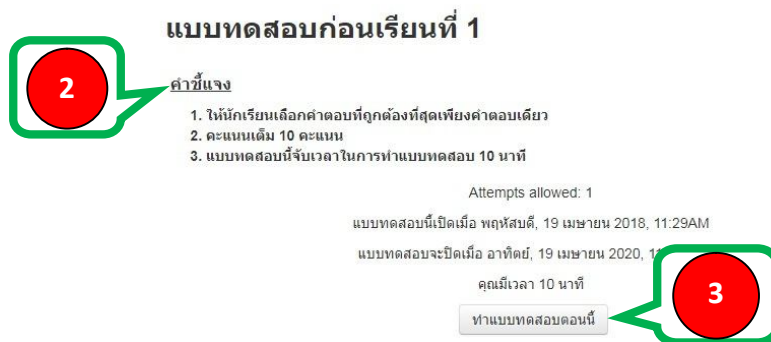 แบบทดสอบก่อนเรียนที่ 1
2
คำชี้แจง
1. ให้นักเรียนเลือกคำตอบที่ถูกต้องที่สุดเพียงคำตอบเดียว
2. คะแนนเต็ม 10 คะแนน
3. แบบทดสอบนี้จับเวลาในการทำแบบทดสอบ 10 นาที
Attempts allowed: 1
แบบทดสอบนี้เปิดเมื่อ พฤหัสบดี, 19 เมษายน 2018, 11:29AM
แบบทดสอบจะปิดเมื่อ อาทิตย์, 19 เมษายน 2020,
คุณมีเวลา 10 นาที
3
ทำแบบทดสอบตอนนี้